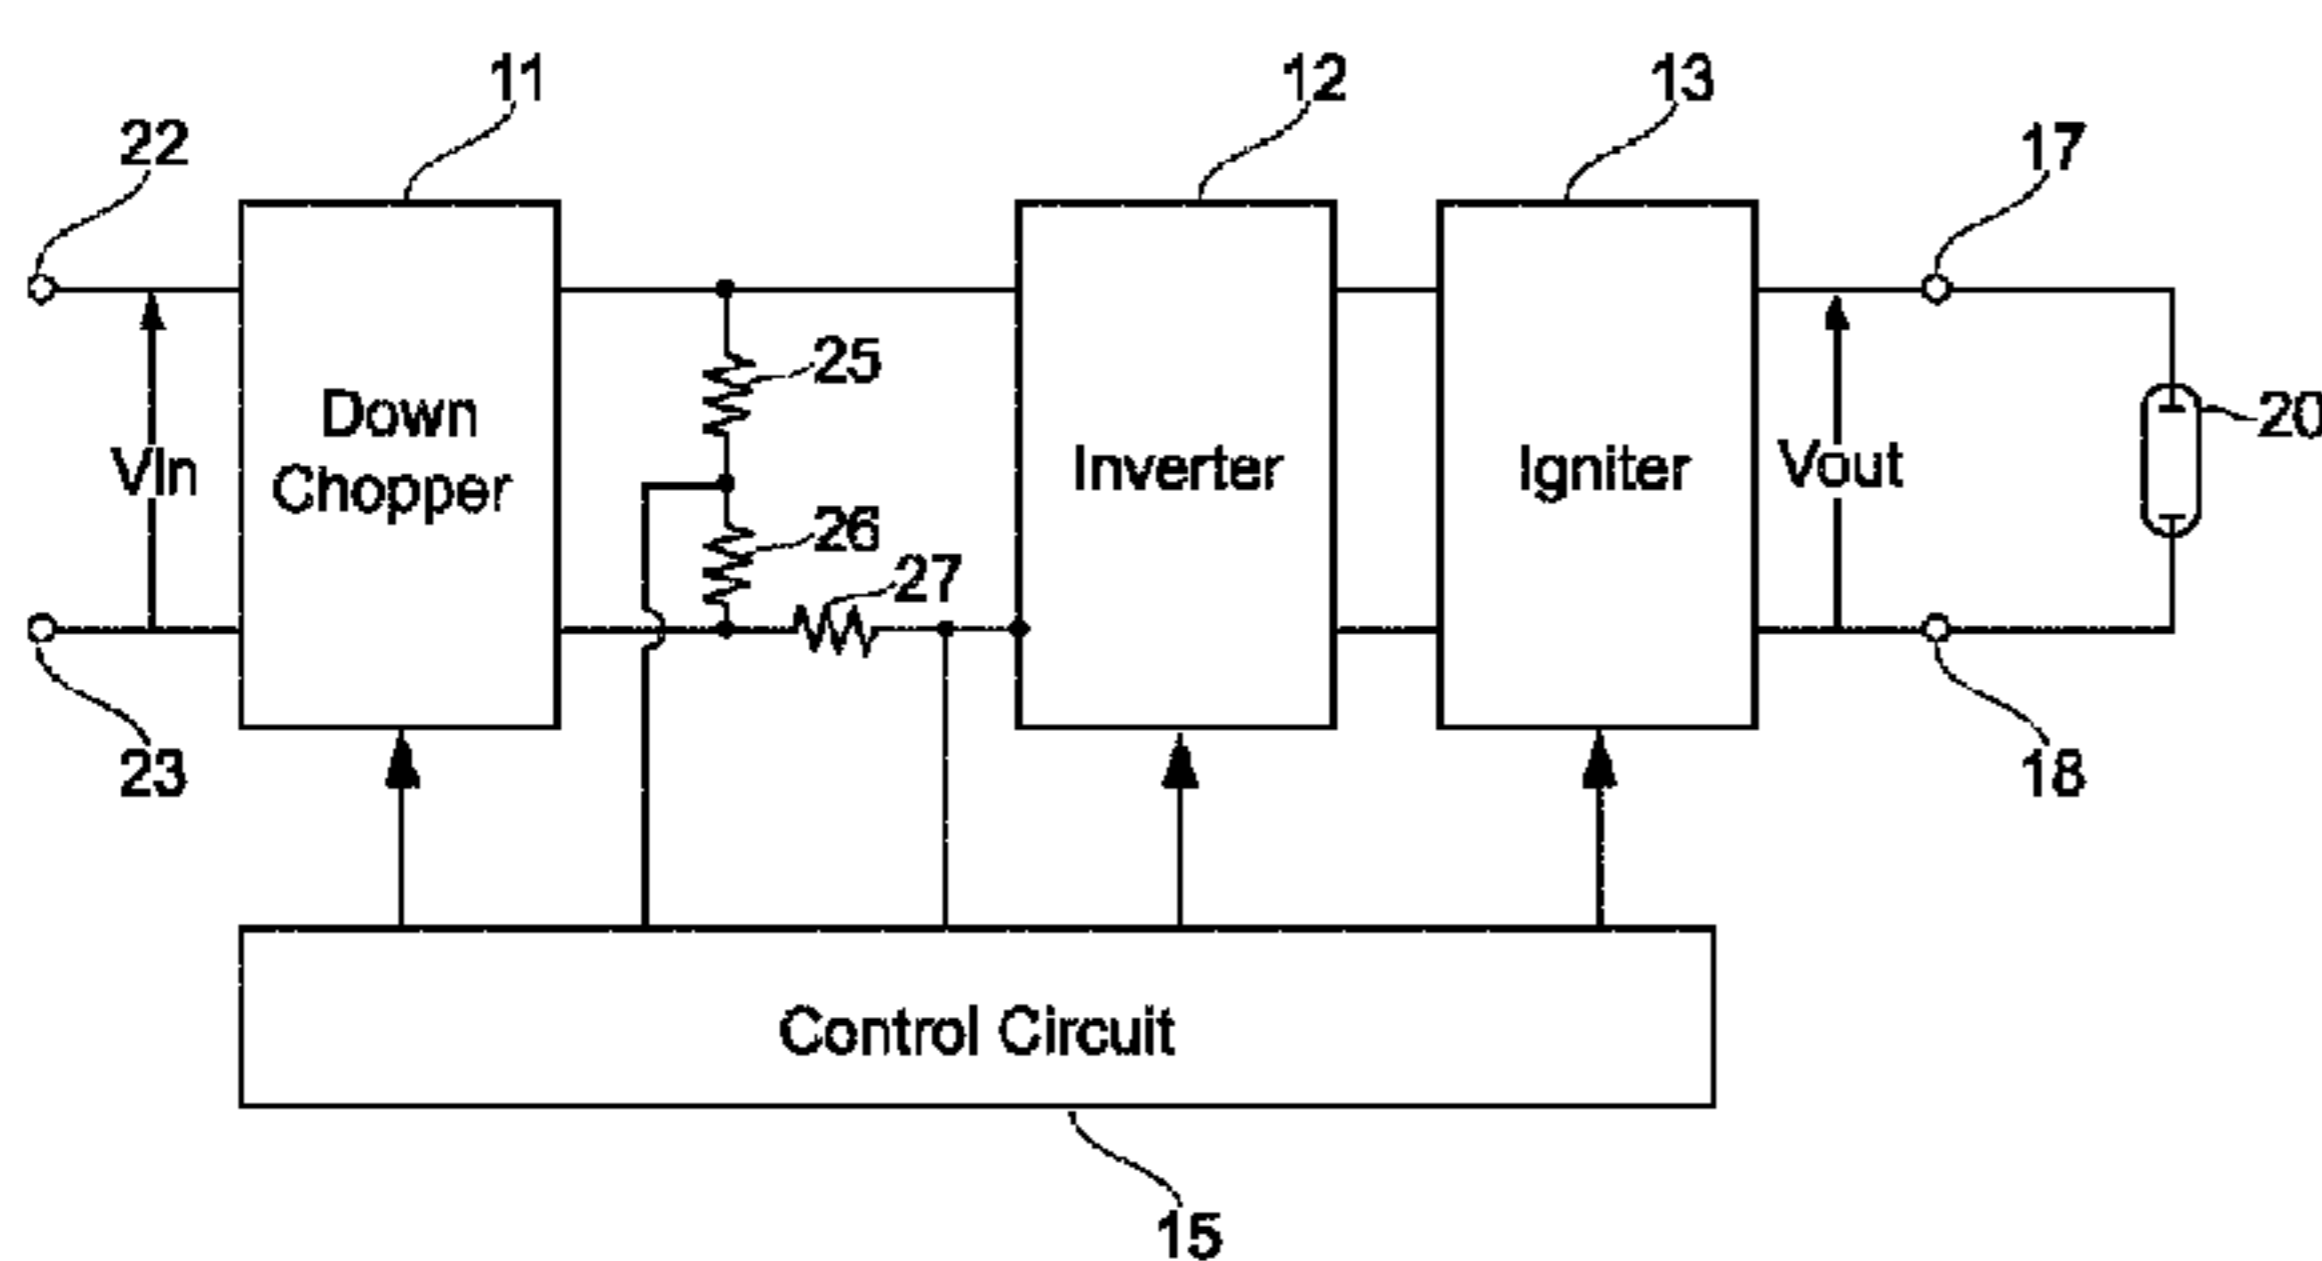 11
12
13
22
17
25
Down
Chopper
VIn
Inverter
Igniter
Vout
20
26
27
23
18
Control Circuit
15